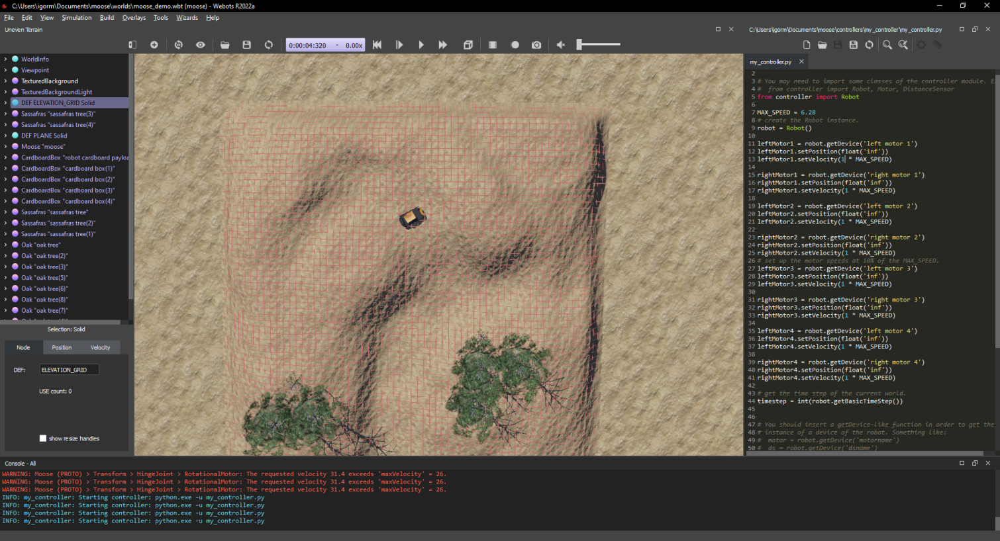 C:\Users\igorm\Documents\moose\worlds\moose_demo.wbt (moose) - Webots R2022a
File Edit View Simulation Build Overlays Tools Wizards Help
Uneven Terrain
0:00:04:320 - 0.00x
WorldInfo
Viewpoint
TexturedBackground
TexturedBackgroundLight
DEF ELEVATION_GRID Solid
Sassafras "sassafras tree(3)"
Sassafras "sassafras tree(4)"
DEF PLANE Solid
Moose "moose"
CardboardBox "robot cardboard paylo
CardboardBox "cardboard box(1)"
CardboardBox "cardboard box(2)"
CardboardBox "cardboard box(3)"
CardboardBox "cardboard box(4)"
Sassafras "sassafras tree"
Sassafras "sassafras tree(2)"
Sassafras "sassafras tree(1)"
Oak "oak tree"
Oak "oak tree(2)"
Oak "oak tree(3)"
Oak "oak tree(5)"
Oak "oak tree(6)"
Oak "oak tree(8)"
Oak "oak tree(7)"
Selection: Solid
Node Position Velocity
DEF: ELEVATION_GRID
USE count: 0
show resize handles
C:\Users\igorm\Documents\moose\controllers\my_controller\my_controller.py
my_controller.py
2
3 # You may need to import some classes of the controller module. E
4 #  from controller import Robot, Motor, DistanceSensor
5 from controller import Robot
6
7 MAX_SPEED = 6.28
8 # create the Robot instance.
9 robot = Robot()
10
11 leftMotor1 = robot.getDevice('left motor 1')
12 leftMotor1.setPosition(float('inf'))
13 leftMotor1.setVelocity(1 * MAX_SPEED)
14
15 rightMotor1 = robot.getDevice('right motor 1')
16 rightMotor1.setPosition(float('inf'))
17 rightMotor1.setVelocity(1 * MAX_SPEED)
18
19 leftMotor2 = robot.getDevice('left motor 2')
20 leftMotor2.setPosition(float('inf'))
21 leftMotor2.setVelocity(1 * MAX_SPEED)
22
23 rightMotor2 = robot.getDevice('right motor 2')
24 rightMotor2.setPosition(float('inf'))
25 rightMotor2.setVelocity(1 * MAX_SPEED)
26 # set up the motor speeds at 10% of the MAX_SPEED.
27 leftMotor3 = robot.getDevice('left motor 3')
28 leftMotor3.setPosition(float('inf'))
29 leftMotor3.setVelocity(1 * MAX_SPEED)
30
31 rightMotor3 = robot.getDevice('right motor 3')
32 rightMotor3.setPosition(float('inf'))
33 rightMotor3.setVelocity(1 * MAX_SPEED)
34
35 leftMotor4 = robot.getDevice('left motor 4')
36 leftMotor4.setPosition(float('inf'))
37 leftMotor4.setVelocity(1 * MAX_SPEED)
38
39 rightMotor4 = robot.getDevice('right motor 4')
40 rightMotor4.setPosition(float('inf'))
41 rightMotor4.setVelocity(1 * MAX_SPEED)
42
43 # get the time step of the current world.
44 timestep = int(robot.getBasicTimeStep())
45
46
47 # You should insert a getDevice-like function in order to get the
48 # instance of a device of the robot. Something like:
49 #  motor = robot.getDevice('motorname')
50 #  ds = robot.getDevice('dsname')
Console - All
WARNING: Moose (PROTO) > Transform > HingeJoint > RotationalMotor: The requested velocity 31.4 exceeds 'maxVelocity' = 26.
WARNING: Moose (PROTO) > Transform > HingeJoint > RotationalMotor: The requested velocity 31.4 exceeds 'maxVelocity' = 26.
WARNING: Moose (PROTO) > Transform > HingeJoint > RotationalMotor: The requested velocity 31.4 exceeds 'maxVelocity' = 26.
INFO: my_controller: Starting controller: python.exe -u my_controller.py
INFO: my_controller: Starting controller: python.exe -u my_controller.py
INFO: my_controller: Starting controller: python.exe -u my_controller.py
INFO: my_controller: Starting controller: python.exe -u my_controller.py